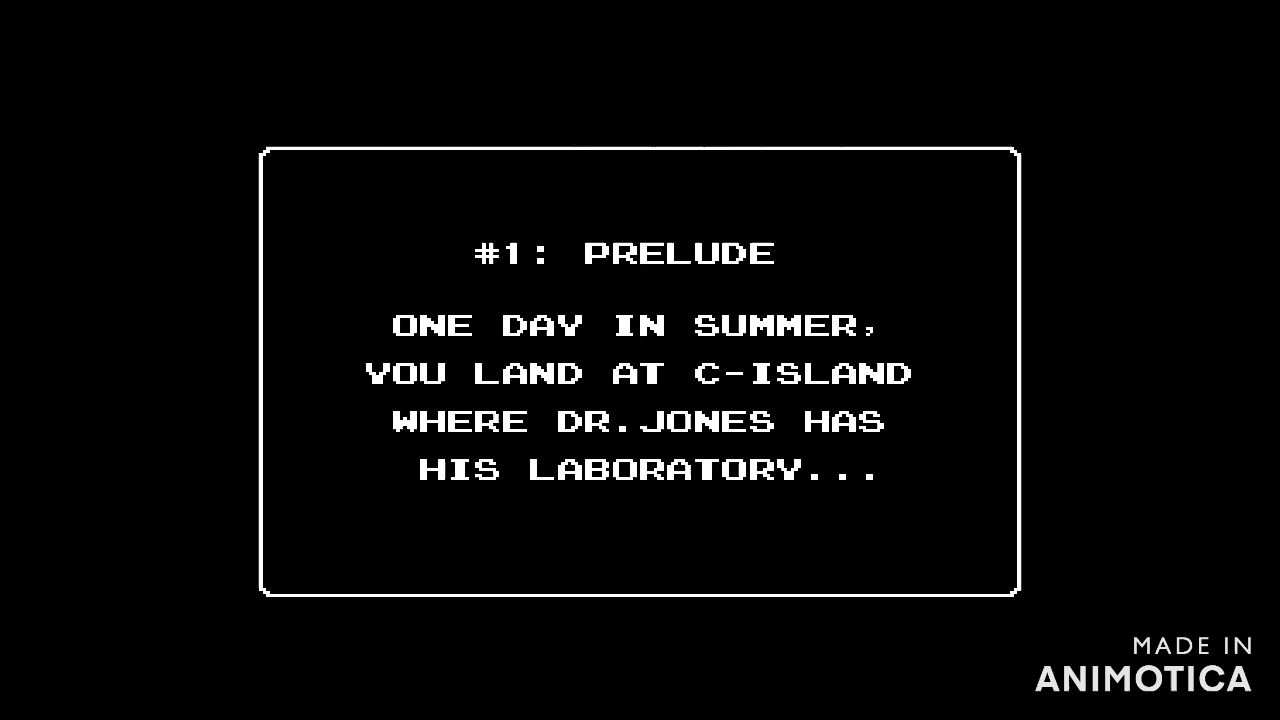 #1: PRELUDE
ONE DAY IN SUMMER,
YOU LAND AT C-ISLAND
WHERE DR.JONES HAS
HIS LABORATORY...
MADE IN
ANIMOTICA